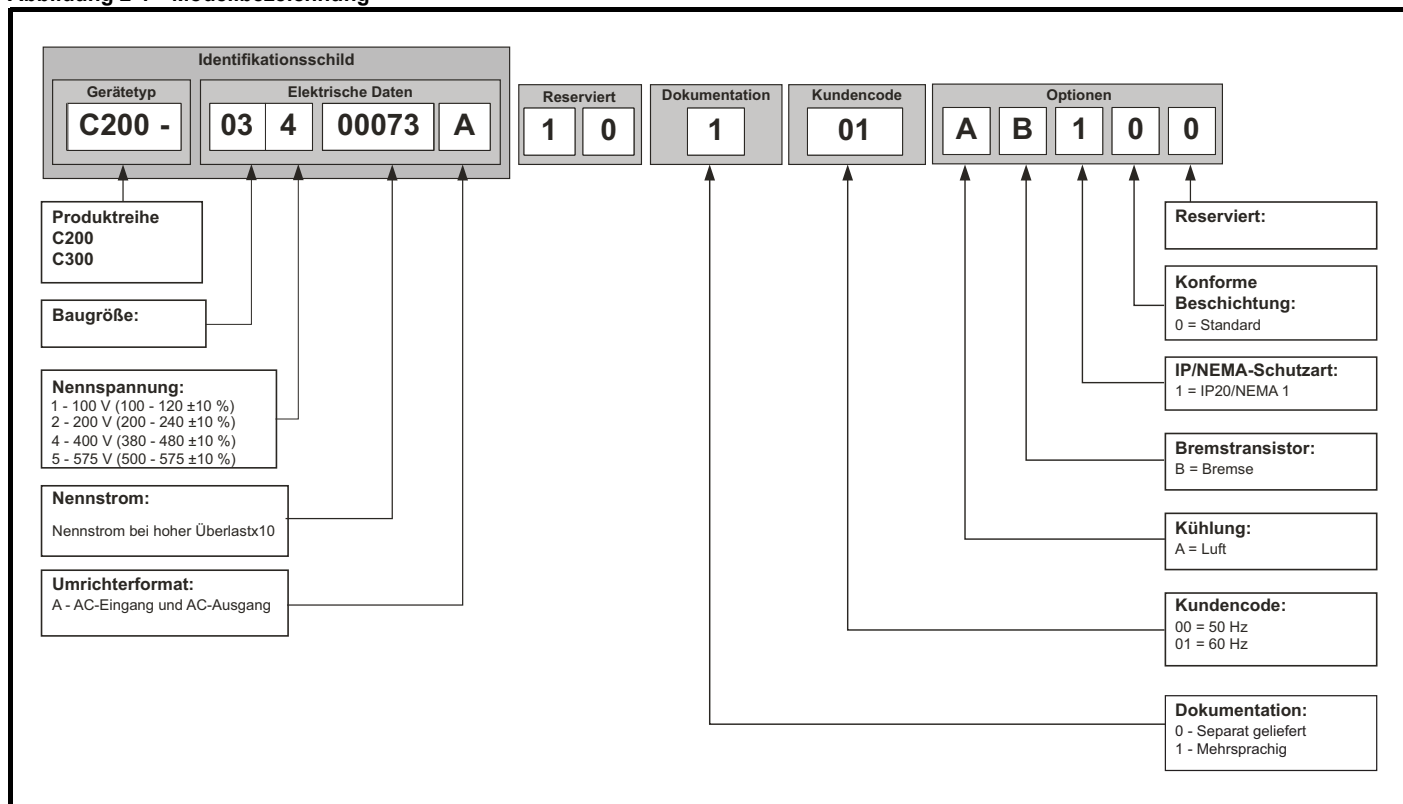 Identifikationsschild
Gerätetyp
Elektrische Daten
Reserviert
Dokumentation
Kundencode
Optionen
C200 -
03 4 00073 A
1 0
1
01
A B 1 0 0
Produktreihe
C200
C300
Baugröße:
Nennspannung:
1 - 100 V (100 - 120 ±10 %)
2 - 200 V (200 - 240 ±10 %)
4 - 400 V (380 - 480 ±10 %)
5 - 575 V (500 - 575 ±10 %)
Nennstrom:
Nennstrom bei hoher Überlastx10
Umrichterformat:
A - AC-Eingang und AC-Ausgang
Reserviert:
Konforme
Beschichtung:
0 = Standard
IP/NEMA-Schutzart:
1 = IP20/NEMA 1
Bremstransistor:
B = Bremse
Kühlung:
A = Luft
Kundencode:
00 = 50 Hz
01 = 60 Hz
Dokumentation:
0 - Separat geliefert
1 - Mehrsprachig